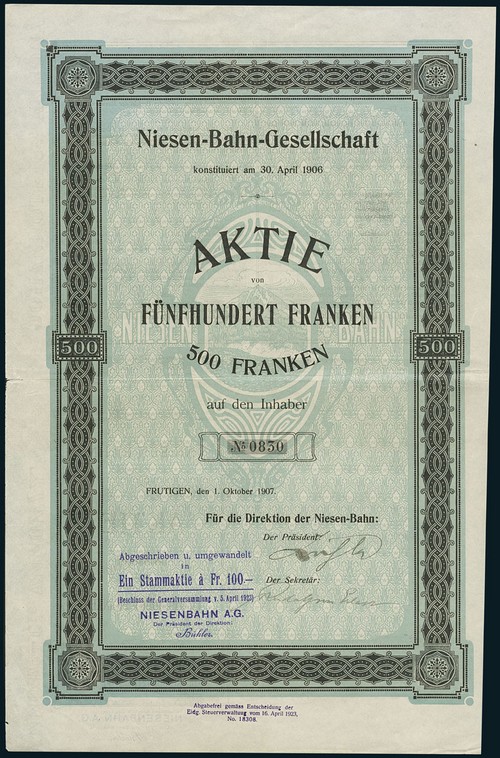 Niesen-Bahn-Gesellschaft
konstituiert am 30. April 1906
AKTIE
von
NIESEN BAHN
FÜNFHUNDERT FRANKEN
500
500 FRANKEN
500
auf den Inhaber
№ 0830
FRUTIGEN, den 1. Oktober 1907.
Für die Direktion der Niesen-Bahn:
Der Präsident:
Abgeschrieben u. umgewandelt
in
Ein Stammaktie à Fr. 100.—
Der Sekretär:
(Beschluss der Generalversammlung v. 5. April 1923)
NIESENBAHN A.G.
Der Präsident der Direktion:
Bühler.
Abgabefrei gemäss Entscheidung der
Eidg. Steuerverwaltung vom 16. April 1923,
No. 18308.